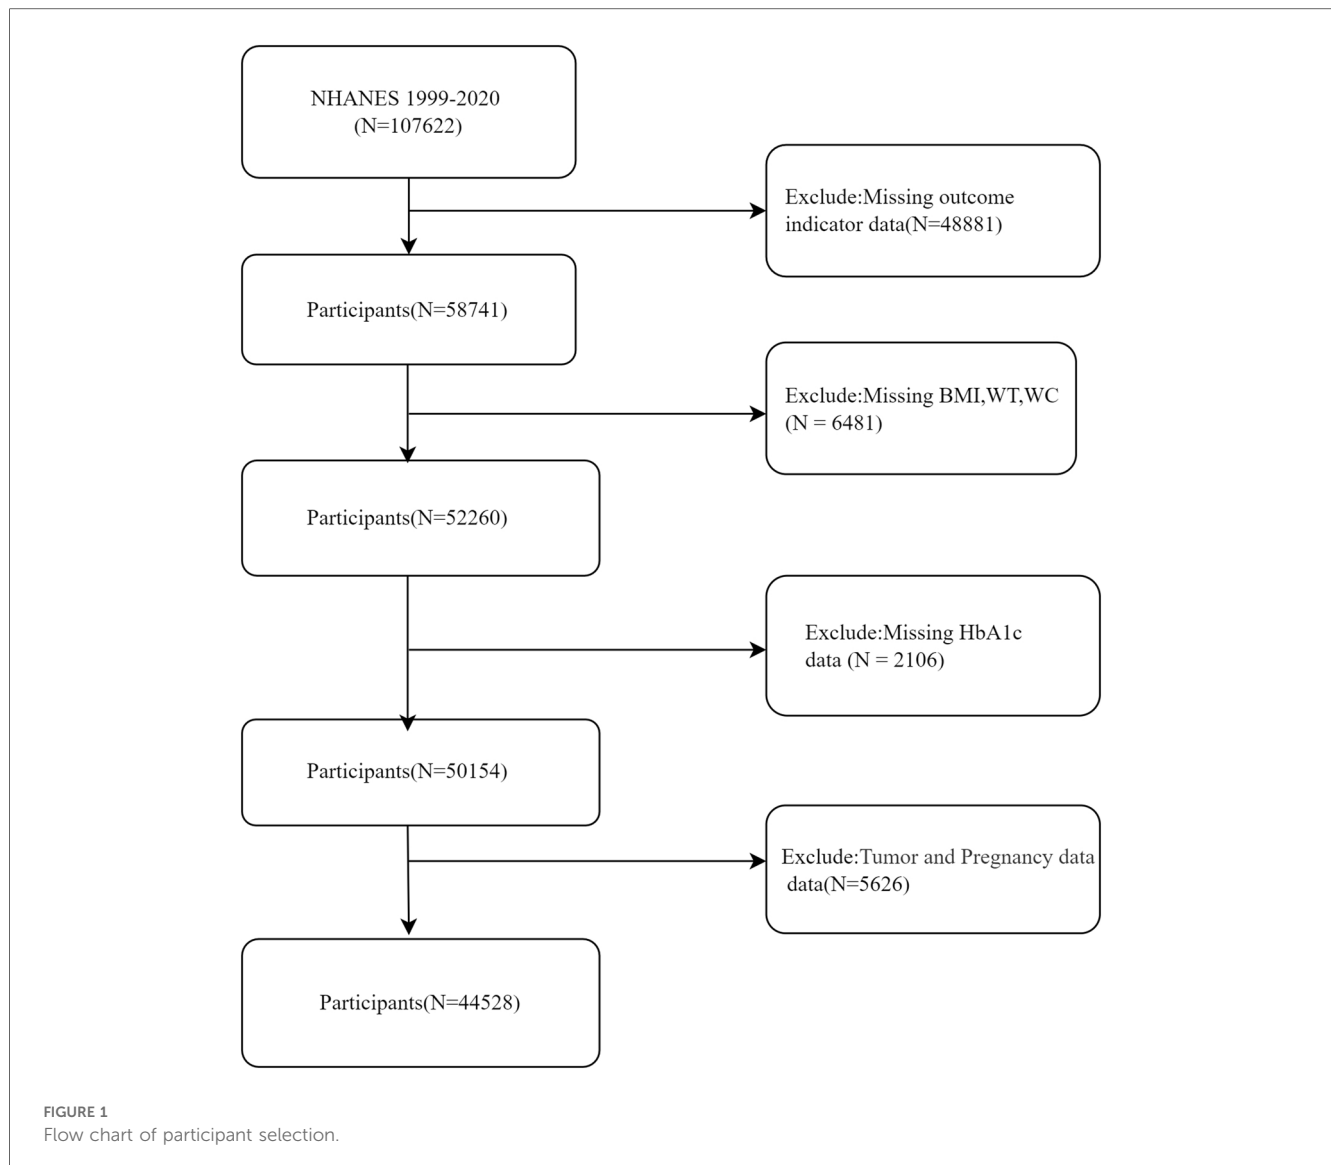 NHANES 1999-2020
(N=107622)
Exclude:Missing outcome
indicator data(N=48881)
Participants(N=58741)
Exclude:Missing BMI,WT,WC
(N = 6481)
Participants(N=52260)
Exclude:Missing HbA1c
data (N = 2106)
Participants(N=50154)
Exclude:Tumor and Pregnancy data
data(N=5626)
Participants(N=44528)
FIGURE 1
Flow chart of participant selection.